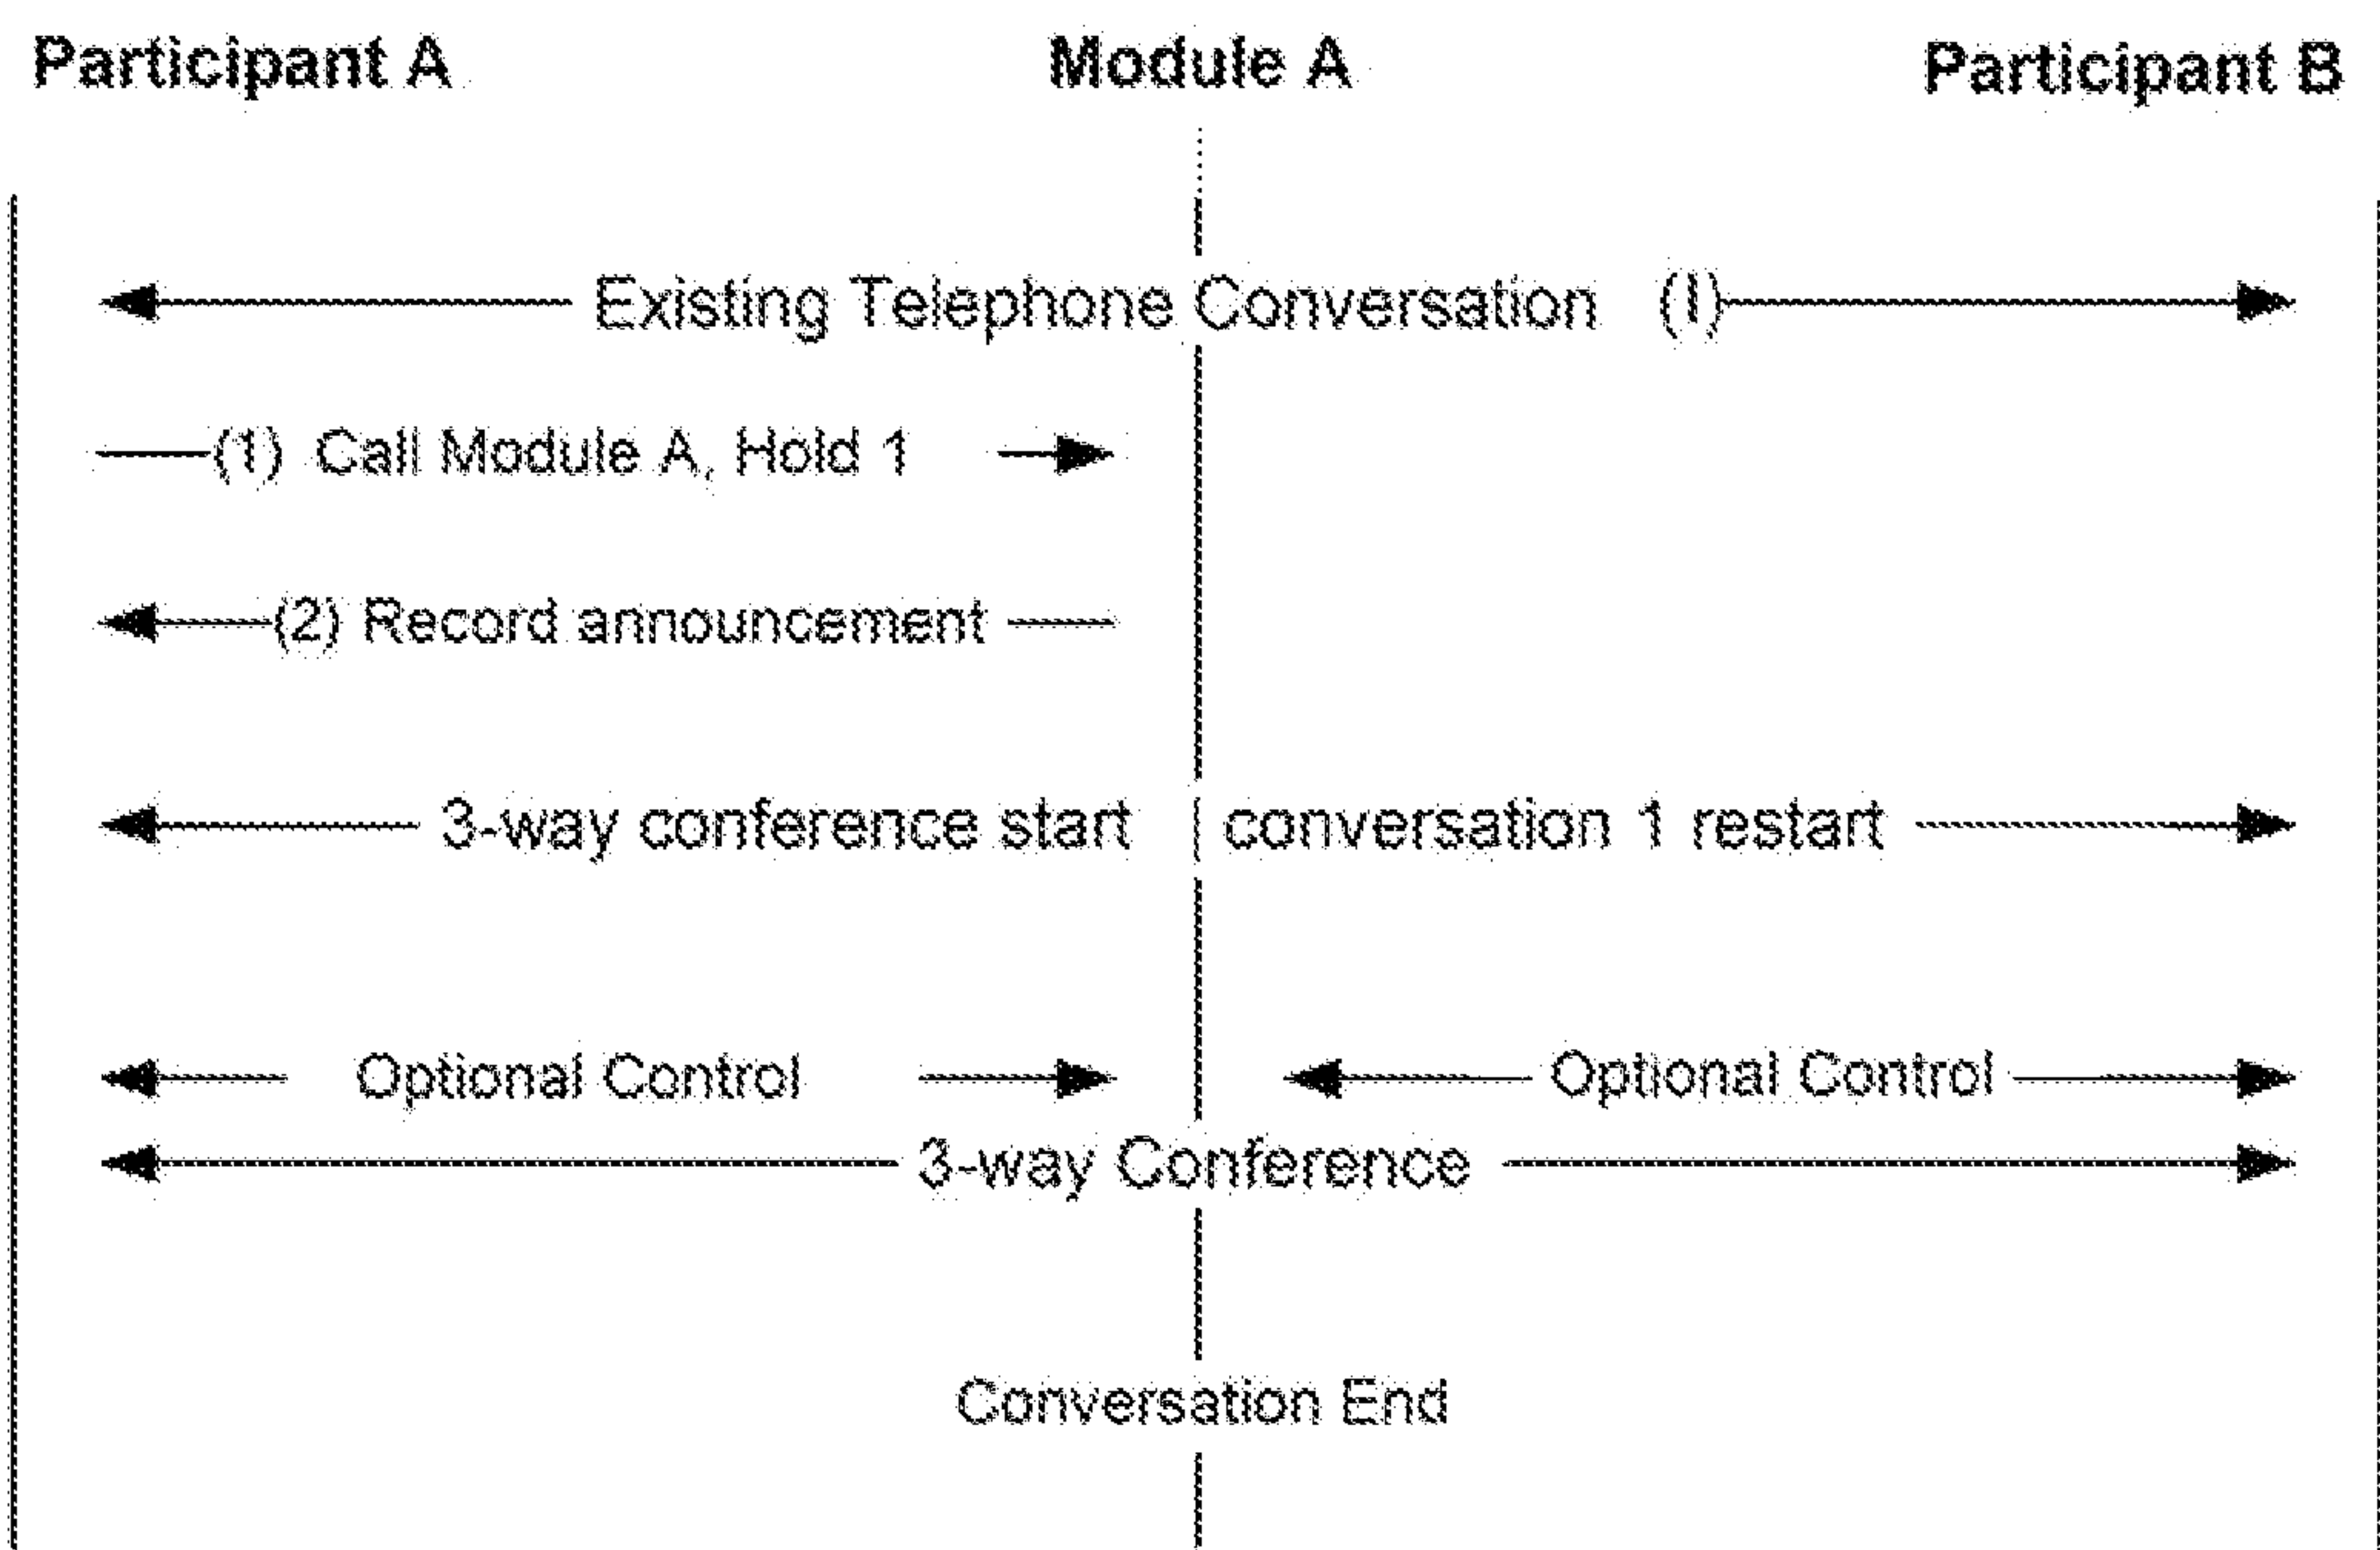 Participant A Module A Participant B
Existing Telephone Conversation (I)
(1) Call Module A, Hold 1
(2) Record announcement
3-way conference start | conversation 1 restart
Optional Control Optional Control
3-way Conference
Conversation End